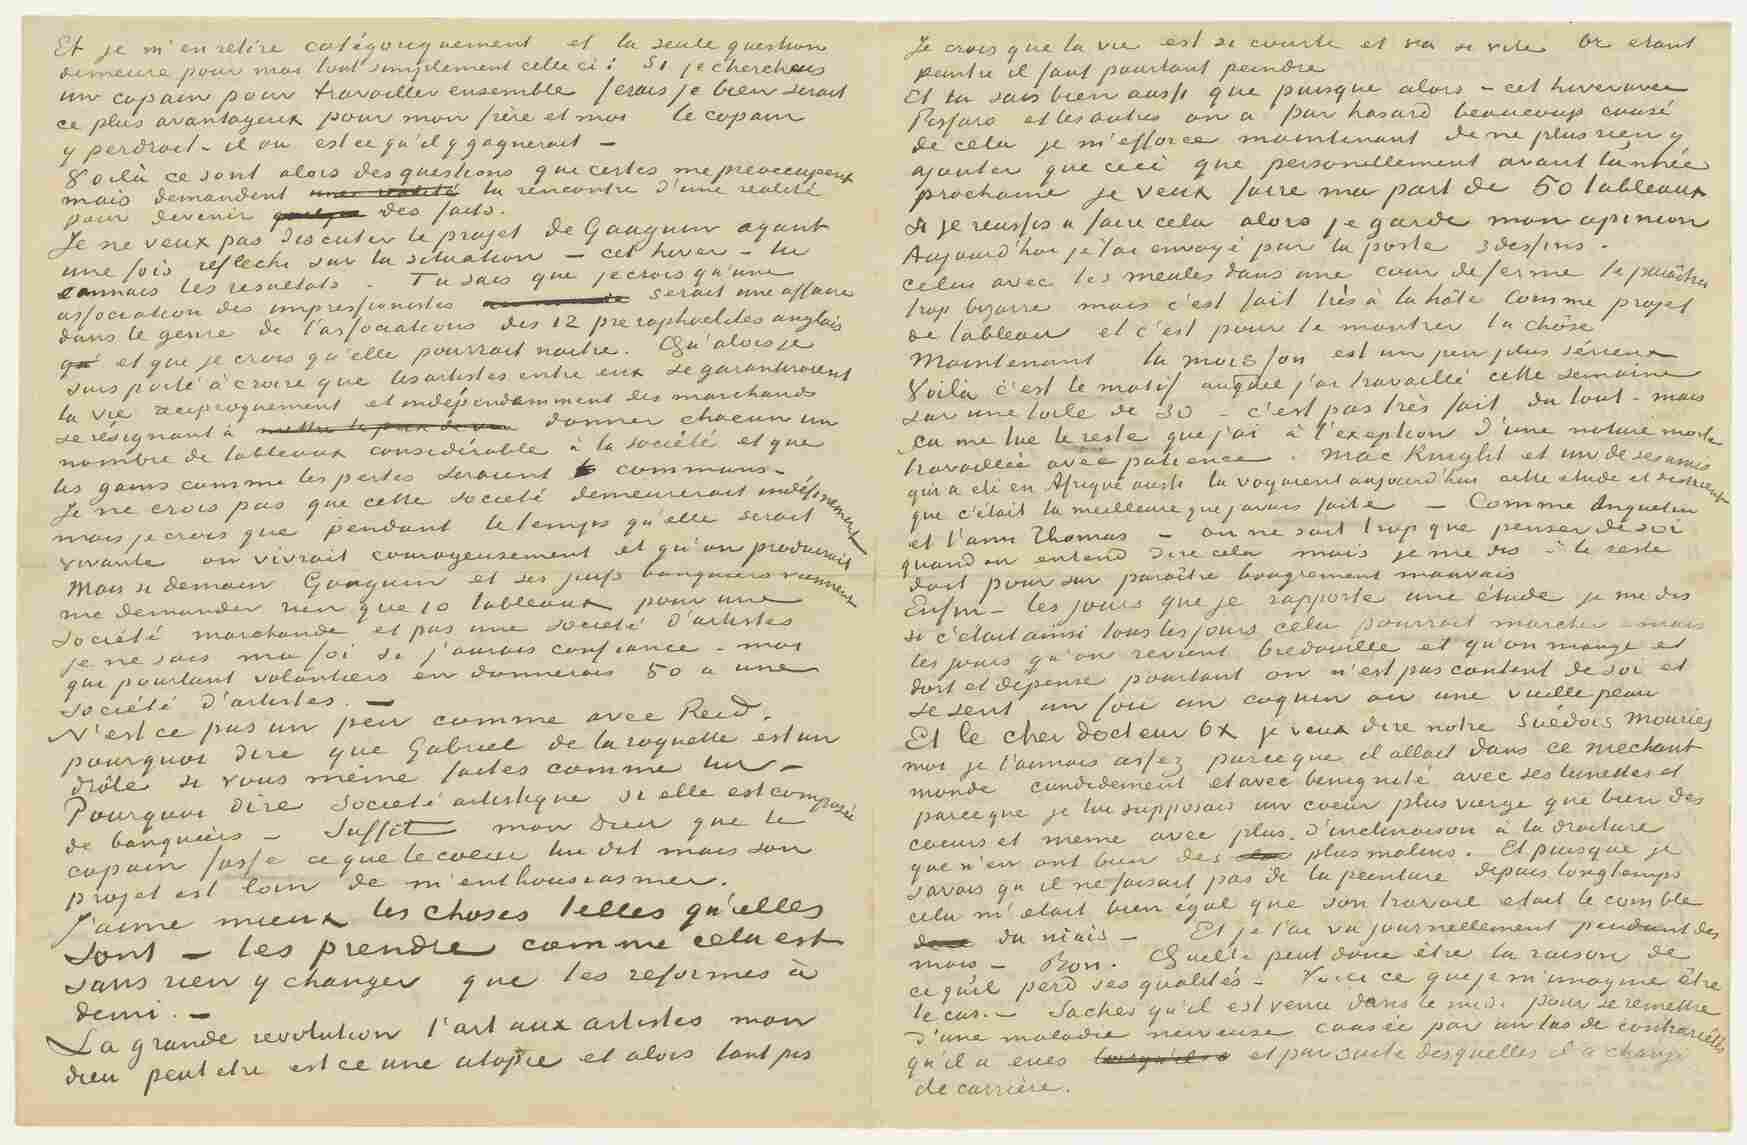 Et je m'en retire catégoriquement et la seule question
demeure pour moi tout simplement celle ci: Si je cherchais
un copain pour travailler ensemble ferais je bien serait
ce plus avantageux pour mon frère et moi le copain
y perdrait-il ou est ce qu'il y gagnerait –
Voilà ce sont alors des questions qui certes me préoccupent
mais demandent une réalité la rencontre d'une réalité
pour devenir quelque des faits.
Je ne veux pas discuter le projet de Gauguin ayant
une fois reflechi sur la situation – cet hiver – tu
connais les resultats. Tu sais que je crois qu'une
association des impressionistes serait une affaire
dans le genre de l'associations des 12 preraphaelites anglais
qu et que je crois qu'elle pourrait naitre. Qu'alors je
suis porté à croire que les artistes entre eux se garantiraient
la vie reciproquement et indépendamment des marchands
se résignant à donner chacun un
nombre de tableaux considérable à la société et que
les gains comme les pertes seraient communs –
Je ne crois pas que cette société demeurerait indéfiniment
mais je crois que pendant le temps qu'elle serait
vivante on vivrait courageusement et qu'on produirait
Mais si demain Gauguin et ses juifs banquiers viennent
me demander rien que 10 tableaux pour une
société marchande et pas une société d'artistes
je ne sais ma foi si j'aurais confiance – moi
qui pourtant volontiers en donnerais 50 a une
société d'artistes. –
N'est ce pas un peu comme avec Reid.
pourquoi dire que Gabriel de la roquette est un
drôle si vous même faites comme lui –
Pourquoi dire société artistique si elle est composée
de banquiers – Suffit mon dieu que le
copain fasse ce que le coeur lui dit mais son
projet est loin de m'enthousiasmer.
J'aime mieux les choses telles qu'elles
sont – les prendre comme cela est
sans rien y changer que les reformes à
demi. –
La grande revolution l'art aux artistes mon
dieu peut etre est ce une utopie et alors tant pis
Je crois que la vie est si courte et va si vite Or etant
peintre il faut pourtant peindre
Et tu sais bien aussi que puisque alors – cet hiver avec
Pissaro et les autres on a par hasard beaucoup causé
de cela je m'efforce maintenant de ne plus rien y
ajouter que ceci que personellement avant l'année
prochaine je veux faire ma part de 50 tableaux
si je reussis à faire cela alors je garde mon opinion
Aujourd'hui je t'ai envoyé par la poste 3 dessins.
celui avec les meules dans une cour de ferme te paraîtra
trop bizarre mais c'est fait très à la hâte comme projet
de tableau et c'est pour te montrer la chôse
Maintenant la moisson est un peu plus sérieux
Voilà c'est le motif auquel j'ai travaillé cette semaine
sur une toile de 30 – c'est pas très fait du tout – mais
ça me tue le reste que j'ai à l'exeption d'une nature morte
travaillée avec patience. Mac Knight et un de ses amis
qui a été en Afrique aussi la voyaient aujourd'hui cette étude et disaient
que c'était la meilleure que j'avais faite – Comme Anquetin
et l'ami Thomas – on ne sait trop que penser de soi
quand on entend dire cela mais je me dis : le reste
doit pour sur paraître bougrement mauvais
Enfin – les jours que je rapporte une étude je me dis
si c'était ainsi tous les jours cela pourrait marcher – mais
les jours qu'on revient bredouille et qu'on mange et
dort et dépense pourtant on n'est pas content de soi et
se sent un fou un coquin ou une vieille peau
Et le cher docteur Ox je veux dire notre Suédois Mouries
moi je l'aimais assez parceque il allait dans ce mechant
monde candidement et avec benignité avec ses lunettes et
parceque je lui supposais un coeur plus vierge que bien des
coeurs et même avec plus d'inclinaison à la droiture
que n'en ont bien des plus malins. Et puisque je
savais qu'il ne faisait pas de la peinture depuis longtemps
cela m'etait bien égal que son travail etait le comble
du niais – Et je l'ai vu journellement pendant des
mois – Bon. Quelle peut donc être la raison de
ce qu'il perd ses qualités – Voici ce que je m'imagine être
le cas. – Saches qu'il est venu dans le midi pour se remettre
d'une maladie nerveuse causée par un tas de contrariétés
qu'il a eues lorsqu'il a et par suite desquelles il a changé
de carrière.